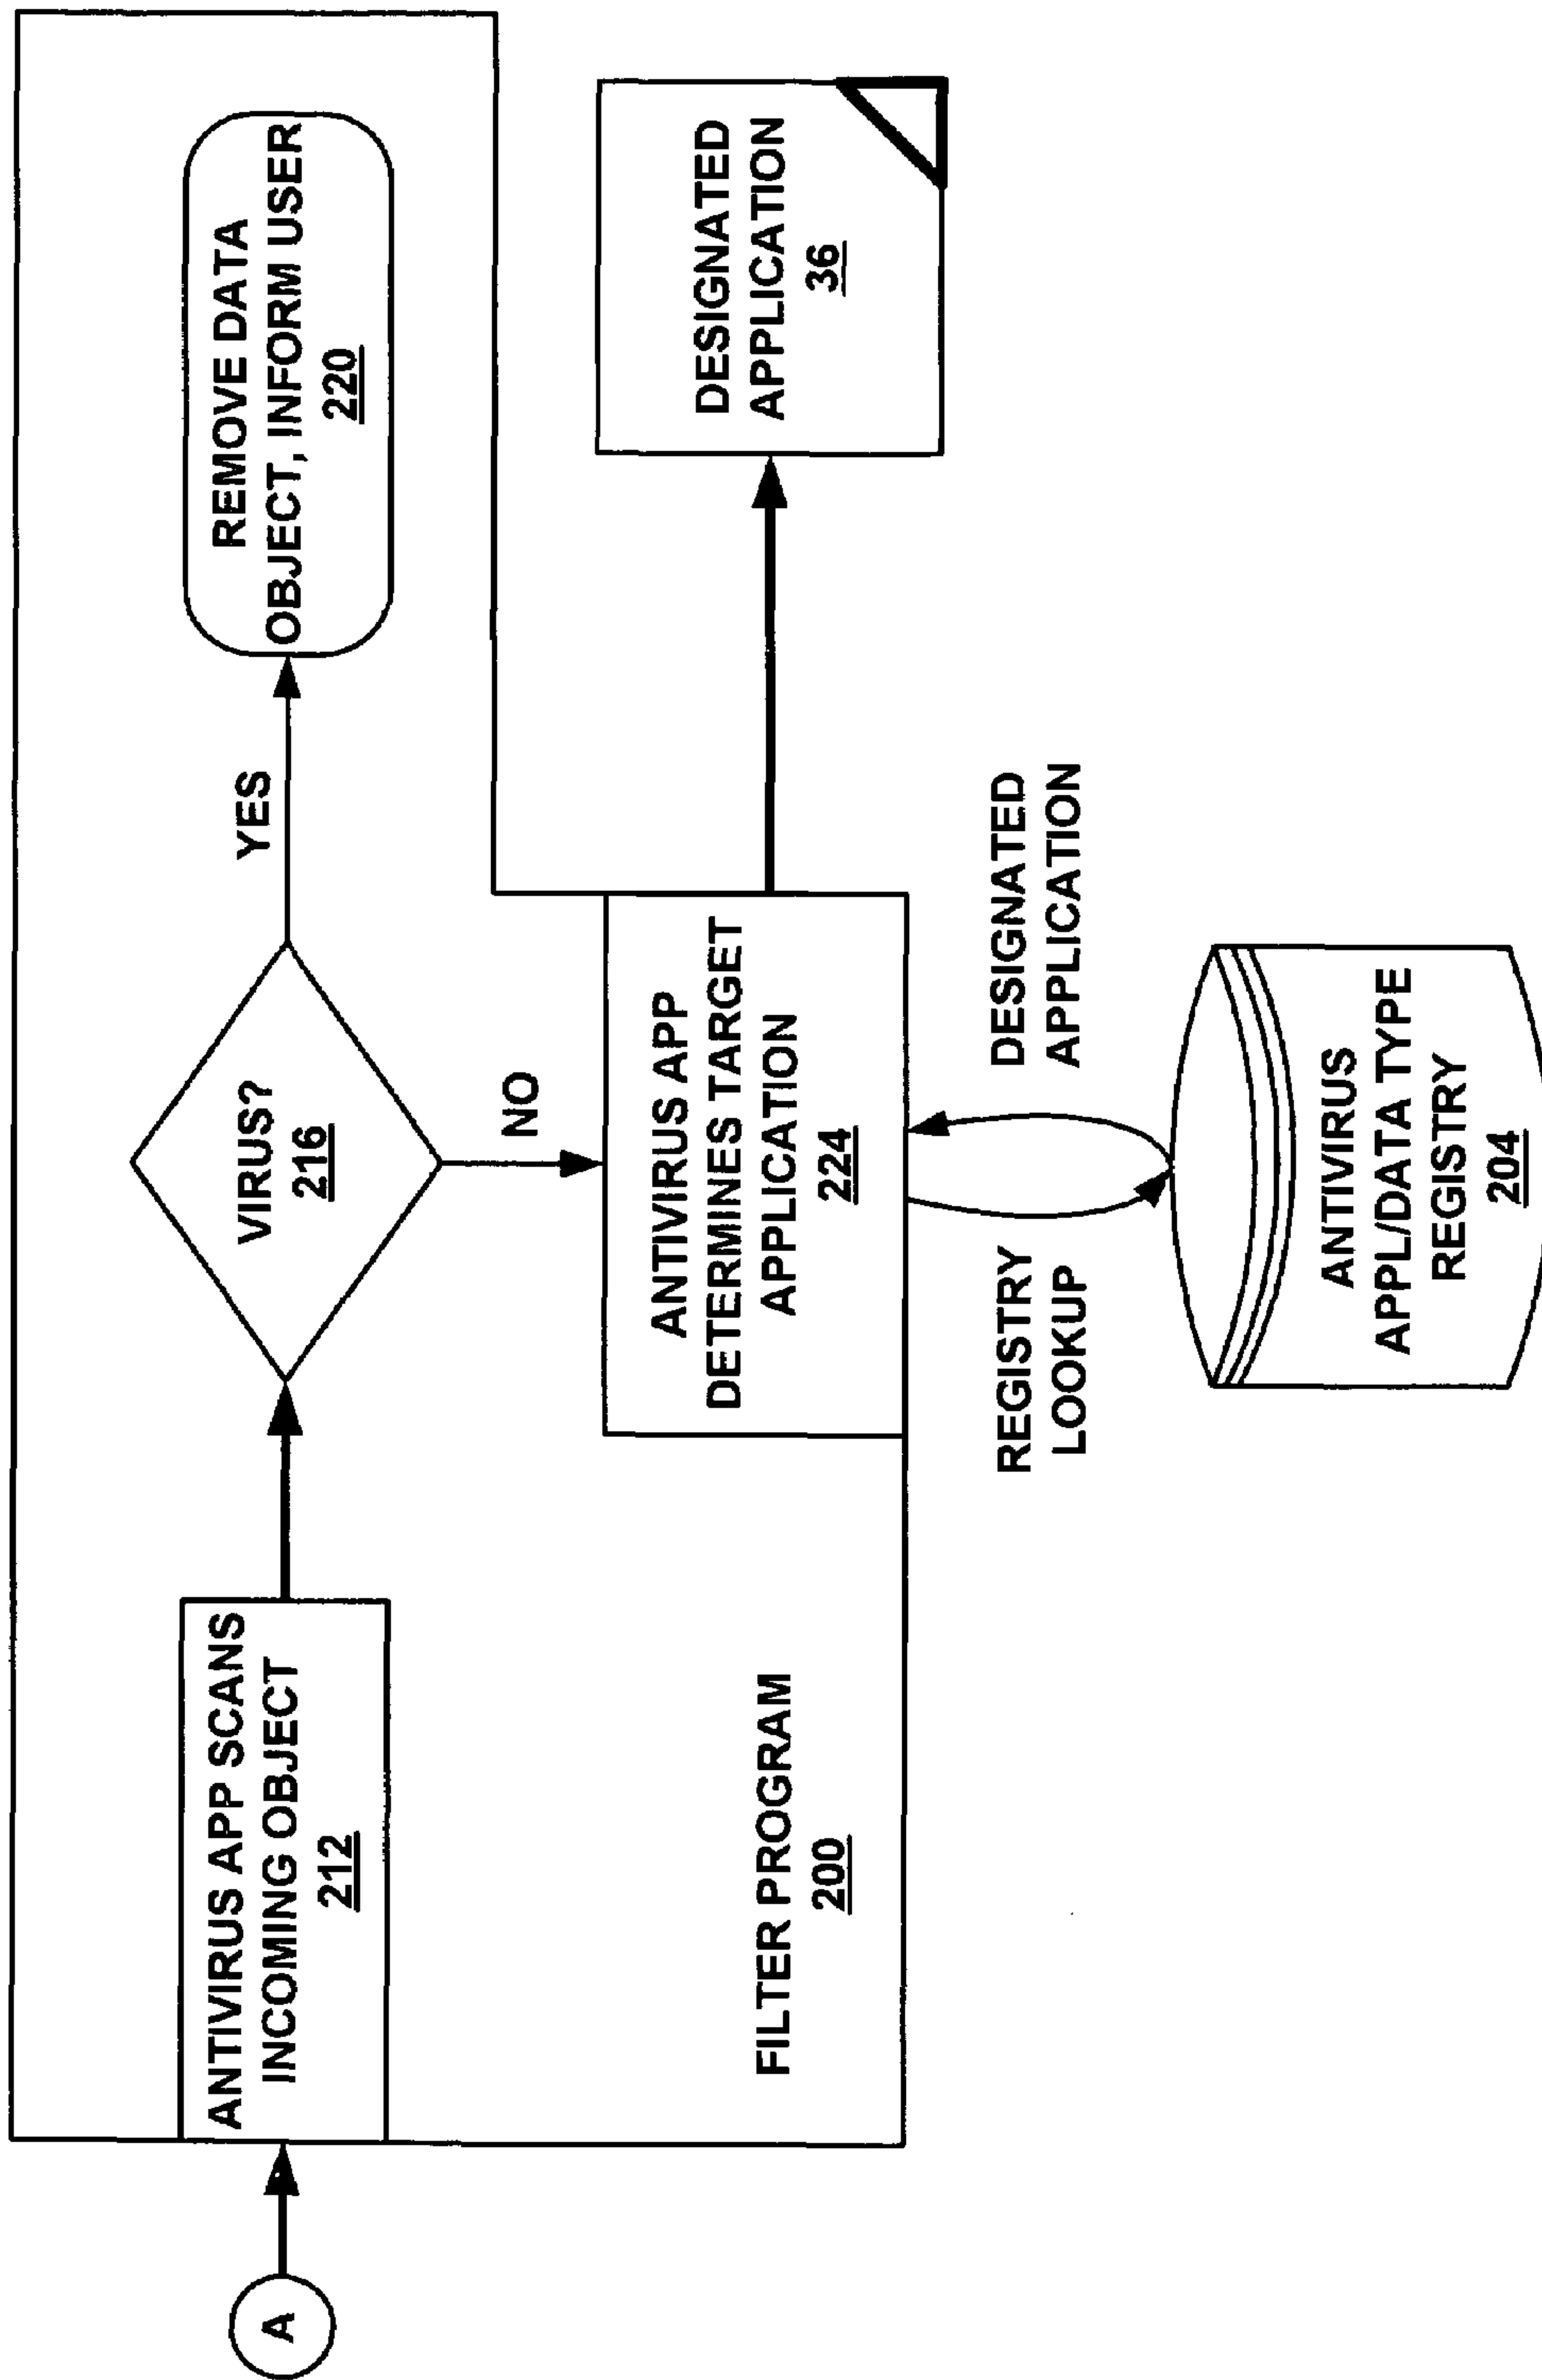 A
ANTIVIRUS APP SCANS
INCOMING OBJECT
212
VIRUS?
216
YES
REMOVE DATA
OBJECT, INFORM USER
220
NO
ANTIVIRUS APP
DETERMINES TARGET
APPLICATION
224
DESIGNATED
APPLICATION
36
FILTER PROGRAM
200
REGISTRY
LOOKUP
DESIGNATED
APPLICATION
ANTIVIRUS
APPL/DATA TYPE
REGISTRY
204